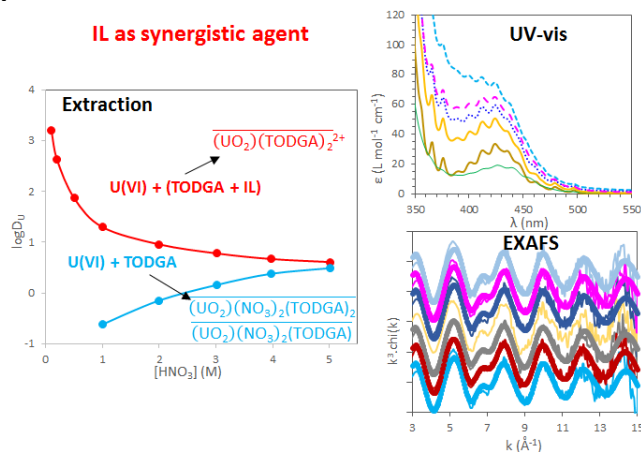 IL as synergistic agent
Extraction
4
3
2
1
0
-1
logD_U
0
1
2
3
4
5
[HNO₃] (M)
(UO₂)(TODGA)₂²⁺
U(VI) + (TODGA + IL)
U(VI) + TODGA
(UO₂)(NO₃)₂(TODGA)₂
(UO₂)(NO₃)₂(TODGA)
UV-vis
120
100
80
60
40
20
0
ε (L mol⁻¹ cm⁻¹)
350
400
450
500
550
λ (nm)
EXAFS
k³.chi(k)
3
5
7
9
11
13
15
k (Å⁻¹)